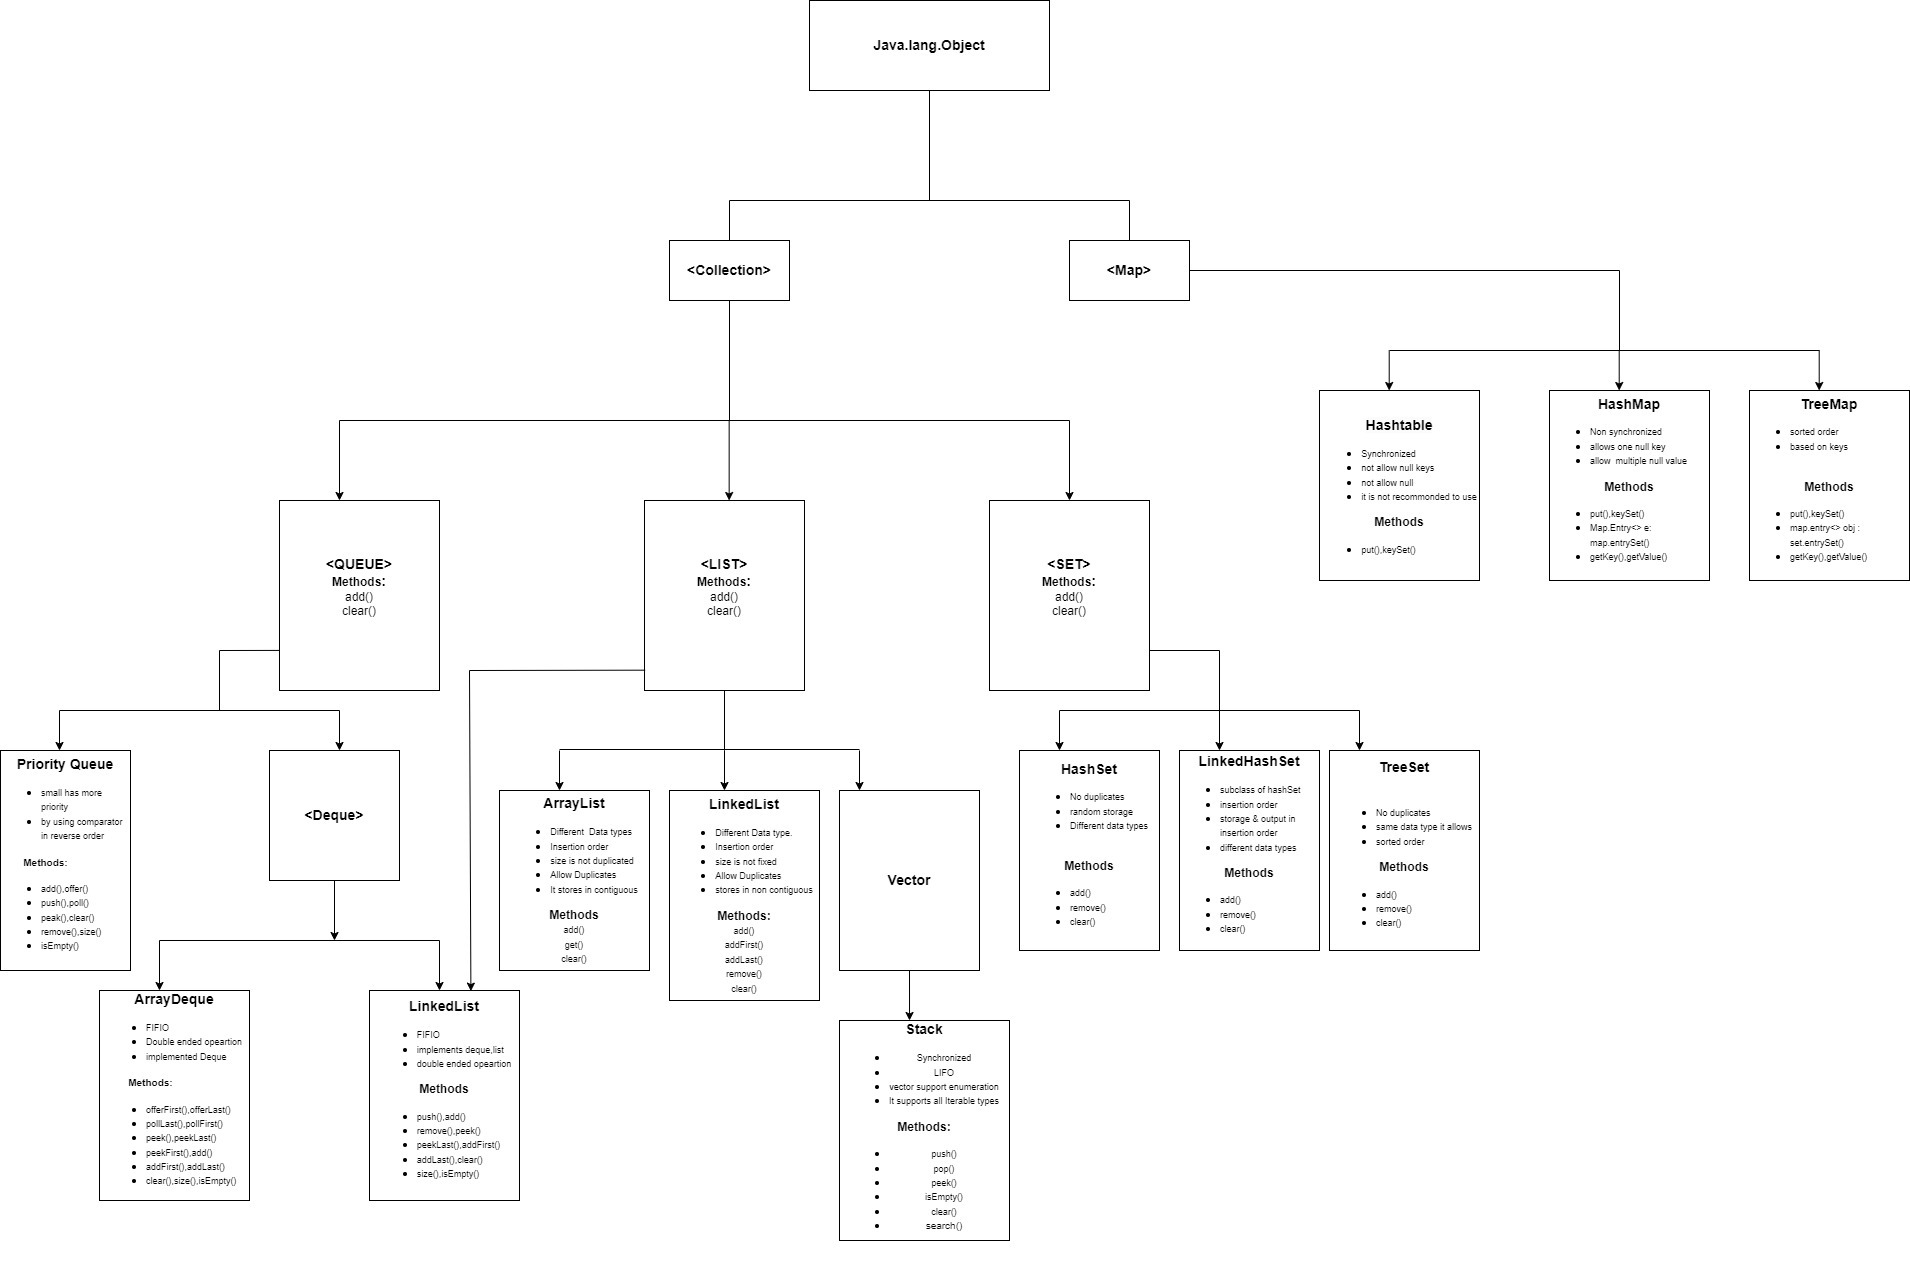 Java.lang.Object
<Collection>
<Map>
Hashtable
Synchronized
not allow null keys
not allow null
it is not recommonded to use
Methods
put(),keySet()
HashMap
Non synchronized
allows one null key
allow  multiple null value
Methods
put(),keySet()
Map.Entry<> e:
map.entrySet()
getKey(),getValue()
TreeMap
sorted order
based on keys
Methods
put(),keySet()
map.entry<> obj :
set.entrySet()
getKey(),getValue()
<QUEUE>
Methods:
add()
clear()
<LIST>
Methods:
add()
clear()
<SET>
Methods:
add()
clear()
Priority Queue
small has more
priority
by using comparator
in reverse order
Methods:
add(),offer()
push(),poll()
peak(),clear()
remove(),size()
isEmpty()
<Deque>
ArrayList
Different  Data types
Insertion order
size is not duplicated
Allow Duplicates
It stores in contiguous
Methods
add()
get()
clear()
LinkedList
Different Data type.
Insertion order
size is not fixed
Allow Duplicates
stores in non contiguous
Methods:
add()
addFirst()
addLast()
remove()
clear()
Vector
HashSet
No duplicates
random storage
Different data types
Methods
add()
remove()
clear()
LinkedHashSet
subclass of hashSet
insertion order
storage & output in
insertion order
different data types
Methods
add()
remove()
clear()
TreeSet
No duplicates
same data type it allows
sorted order
Methods
add()
remove()
clear()
ArrayDeque
FIFIO
Double ended opeartion
implemented Deque
Methods:
offerFirst(),offerLast()
pollLast(),pollFirst()
peek(),peekLast()
peekFirst(),add()
addFirst(),addLast()
clear(),size(),isEmpty()
LinkedList
FIFIO
implements deque,list
double ended opeartion
Methods
push(),add()
remove(),peek()
peekLast(),addFirst()
addLast(),clear()
size(),isEmpty()
Stack
Synchronized
LIFO
vector support enumeration
It supports all Iterable types
Methods:
push()
pop()
peek()
isEmpty()
clear()
search()